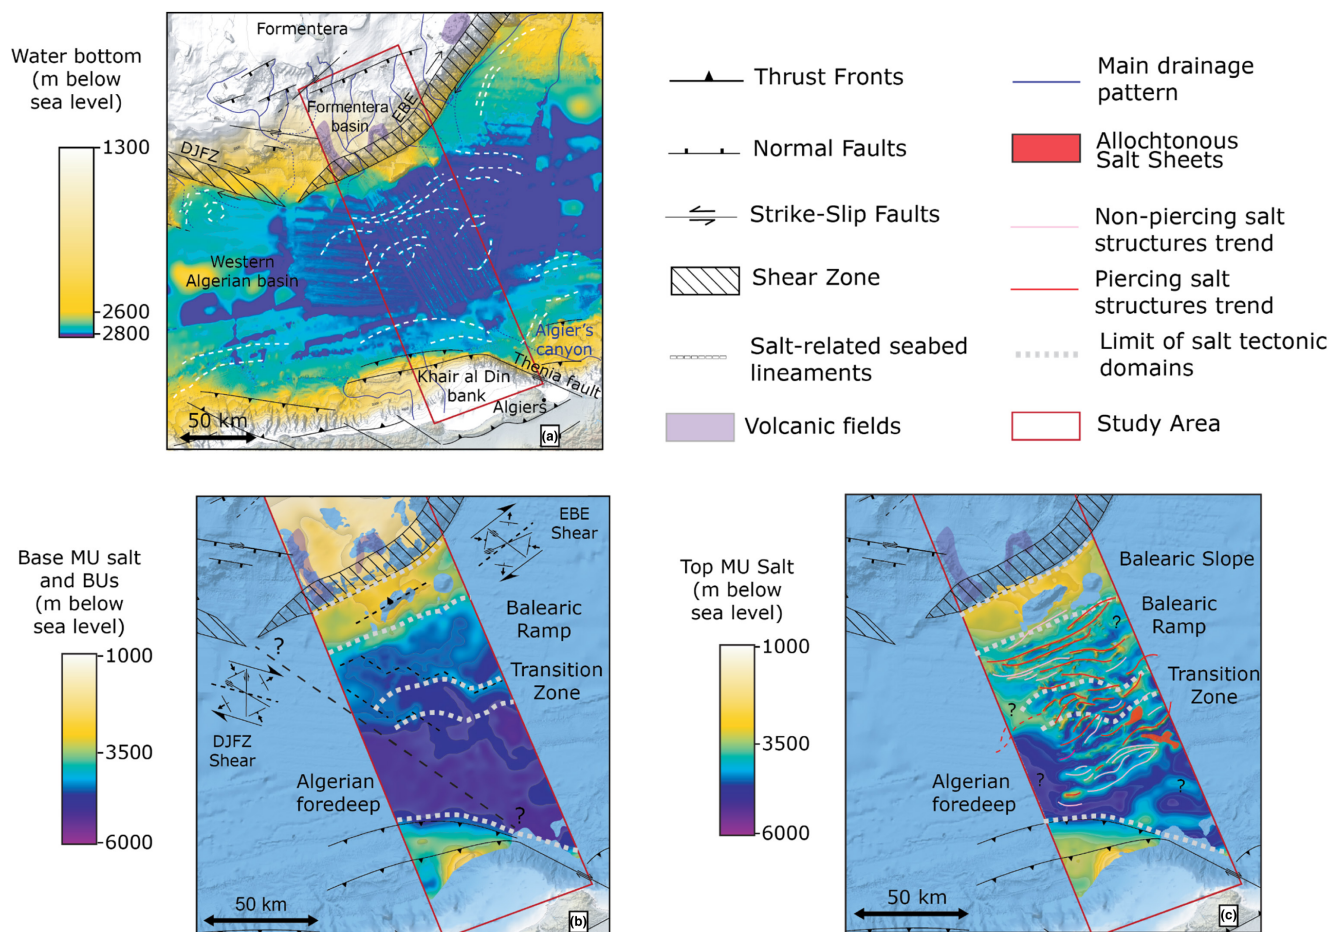 Water bottom
(m below
sea level)
1300
2600
2800
Formentera
Formentera
basin
EBE
DJFZ
Western
Algerian basin
Algier's
canyon
Thenia fault
Khair al Din
bank
Algiers
50 km
(a)
Thrust Fronts
Normal Faults
Strike-Slip Faults
Shear Zone
Salt-related seabed
lineaments
Volcanic fields
Main drainage
pattern
Allochtonous
Salt Sheets
Non-piercing salt
structures trend
Piercing salt
structures trend
Limit of salt tectonic
domains
Study Area
Base MU salt
and BUs
(m below
sea level)
1000
3500
6000
EBE
Shear
Balearic
Ramp
Transition
Zone
?
DJFZ
Shear
Algerian
foredeep
?
50 km
(b)
Top MU Salt
(m below
sea level)
1000
3500
6000
Balearic Slope
Balearic
Ramp
?
Transition
Zone
?
Algerian
foredeep
?
?
50 km
(c)